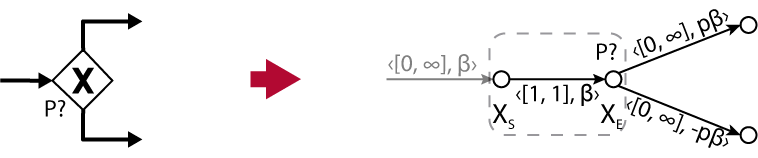 X
P?
⟨[0, ∞], β⟩
P?
⟨[0, ∞], pβ⟩
⟨[1, 1], β⟩
⟨[0, ∞], -pβ⟩
X_S
X_E